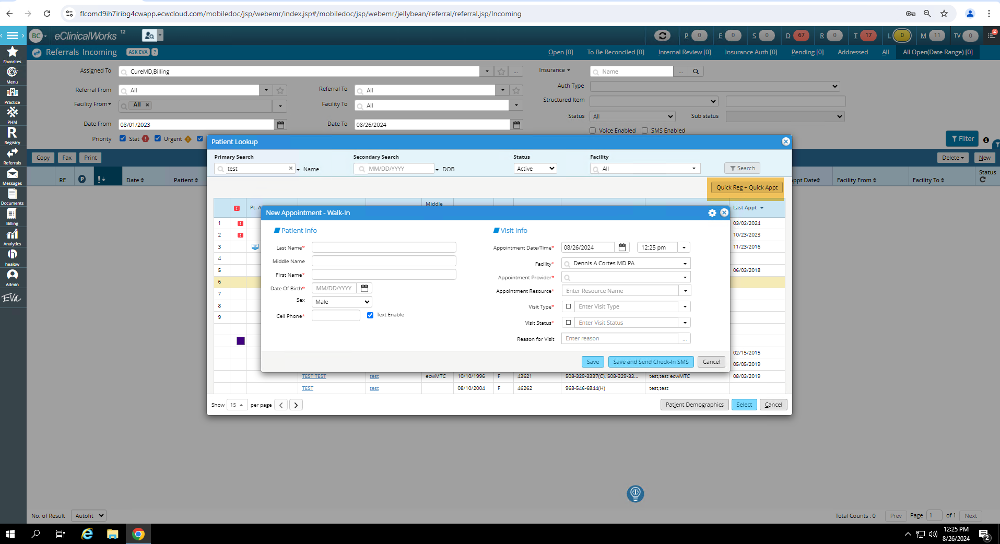 flcomd9ih7iribg4cwapp.ecwcloud.com/mobiledoc/jsp/webemr/index.jsp#/mobiledoc/jsp/webemr/jellybean/referral/referral.jsp/Incoming
BC eClinicalWorks 12 P 0 E 0 S 0 D 67 R 0 T 17 L 0 M 11 TV 0 2
Referrals Incoming ASK EVA ? Open [0] To Be Reconciled [0] Internal Review [0] Insurance Auth [0] Pending [0] Addressed All All Open(Date Range) [0]
Favorites
Menu
Practice
PHM
R
Registry
Referrals
Messages
Documents
Billing
Analytics
healow
Admin
EVa
Assigned To CureMD,Billing ... Insurance Name ...
Auth Type
Referral From All Referral To All
Structured Item
Facility From All × Facility To All
Status All Sub status
Date From 08/01/2023 Date To 08/26/2024
Voice Enabled SMS Enabled
Priority Stat Urgent
Filter
Copy Fax Print Delete New
RE P ! Date Patient Appt Date Facility From Facility To Status
Patient Lookup
Primary Search Secondary Search Status Facility
test × Name MM/DD/YYYY DOB Active All Search
Quick Reg + Quick Appt
Pt. A Middle Last Appt
1 03/02/2024
2 10/23/2023
3 11/23/2016
4
5 06/03/2018
6
7
8
9
02/15/2015
05/05/2019
TEST TEST test ecwMTC 10/10/1996 F 43621 508-329-3337(C), 508-329-33... test,test ecwMTC 08/03/2019
TEST test 08/10/2004 F 46262 968-546-6844(H) test,test
Show 15 per page Patient Demographics Select Cancel
New Appointment - Walk-In
Patient Info
Last Name*
Middle Name
First Name*
Date Of Birth* MM/DD/YYYY
Sex Male
Cell Phone* Text Enable
Visit Info
Appointment Date/Time* 08/26/2024 12:25 pm
Facility* Dennis A Cortes MD PA
Appointment Provider*
Appointment Resource* Enter Resource Name
Visit Type* Enter Visit Type
Visit Status* Enter Visit Status
Reason for Visit Enter reason ...
Save Save and Send Check-In SMS Cancel
No. of Result Autofit Total Counts : 0 Prev Page 1 of 1 Next
12:25 PM
8/26/2024
2